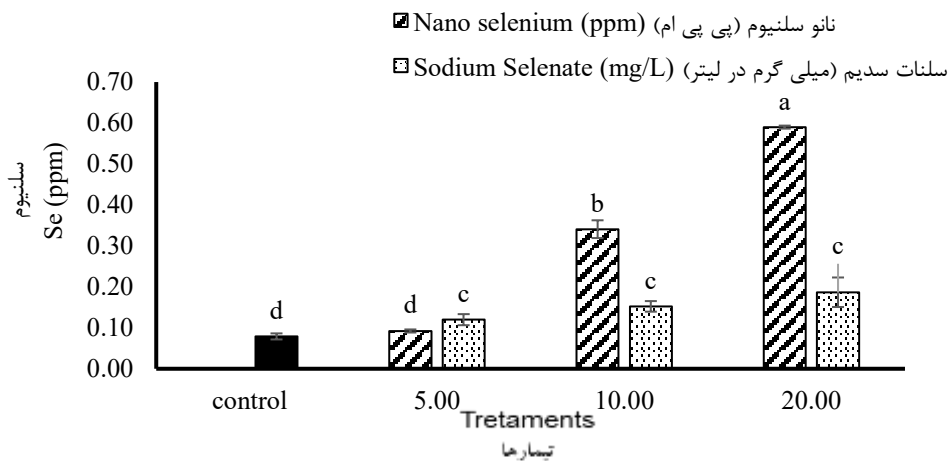 Nano selenium (ppm) نانو سلنیوم (پی پی ام)
Sodium Selenate (mg/L) سلنات سدیم (میلی گرم در لیتر)
0.70
0.60
0.50
0.40
0.30
0.20
0.10
0.00
سلنیوم
Se (ppm)
d
d
c
b
c
a
c
control
5.00
10.00
20.00
Tretaments
تیمارها